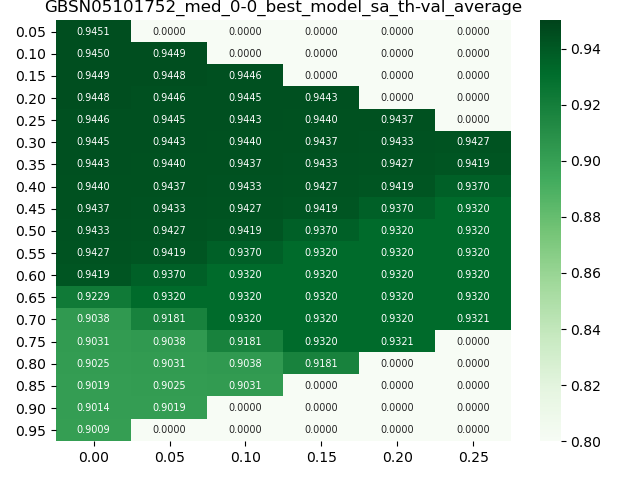 GBSN05101752_med_0-0_best_model_sa_th-val_average
0.05 0.9451 0.0000 0.0000 0.0000 0.0000 0.0000
0.10 0.9450 0.9449 0.0000 0.0000 0.0000 0.0000
0.15 0.9449 0.9448 0.9446 0.0000 0.0000 0.0000
0.20 0.9448 0.9446 0.9445 0.9443 0.0000 0.0000
0.25 0.9446 0.9445 0.9443 0.9440 0.9437 0.0000
0.30 0.9445 0.9443 0.9440 0.9437 0.9433 0.9427
0.35 0.9443 0.9440 0.9437 0.9433 0.9427 0.9419
0.40 0.9440 0.9437 0.9433 0.9427 0.9419 0.9370
0.45 0.9437 0.9433 0.9427 0.9419 0.9370 0.9320
0.50 0.9433 0.9427 0.9419 0.9370 0.9320 0.9320
0.55 0.9427 0.9419 0.9370 0.9320 0.9320 0.9320
0.60 0.9419 0.9370 0.9320 0.9320 0.9320 0.9320
0.65 0.9229 0.9320 0.9320 0.9320 0.9320 0.9320
0.70 0.9038 0.9181 0.9320 0.9320 0.9320 0.9321
0.75 0.9031 0.9038 0.9181 0.9320 0.9321 0.0000
0.80 0.9025 0.9031 0.9038 0.9181 0.0000 0.0000
0.85 0.9019 0.9025 0.9031 0.0000 0.0000 0.0000
0.90 0.9014 0.9019 0.0000 0.0000 0.0000 0.0000
0.95 0.9009 0.0000 0.0000 0.0000 0.0000 0.0000
0.00 0.05 0.10 0.15 0.20 0.25
0.94
0.92
0.90
0.88
0.86
0.84
0.82
0.80